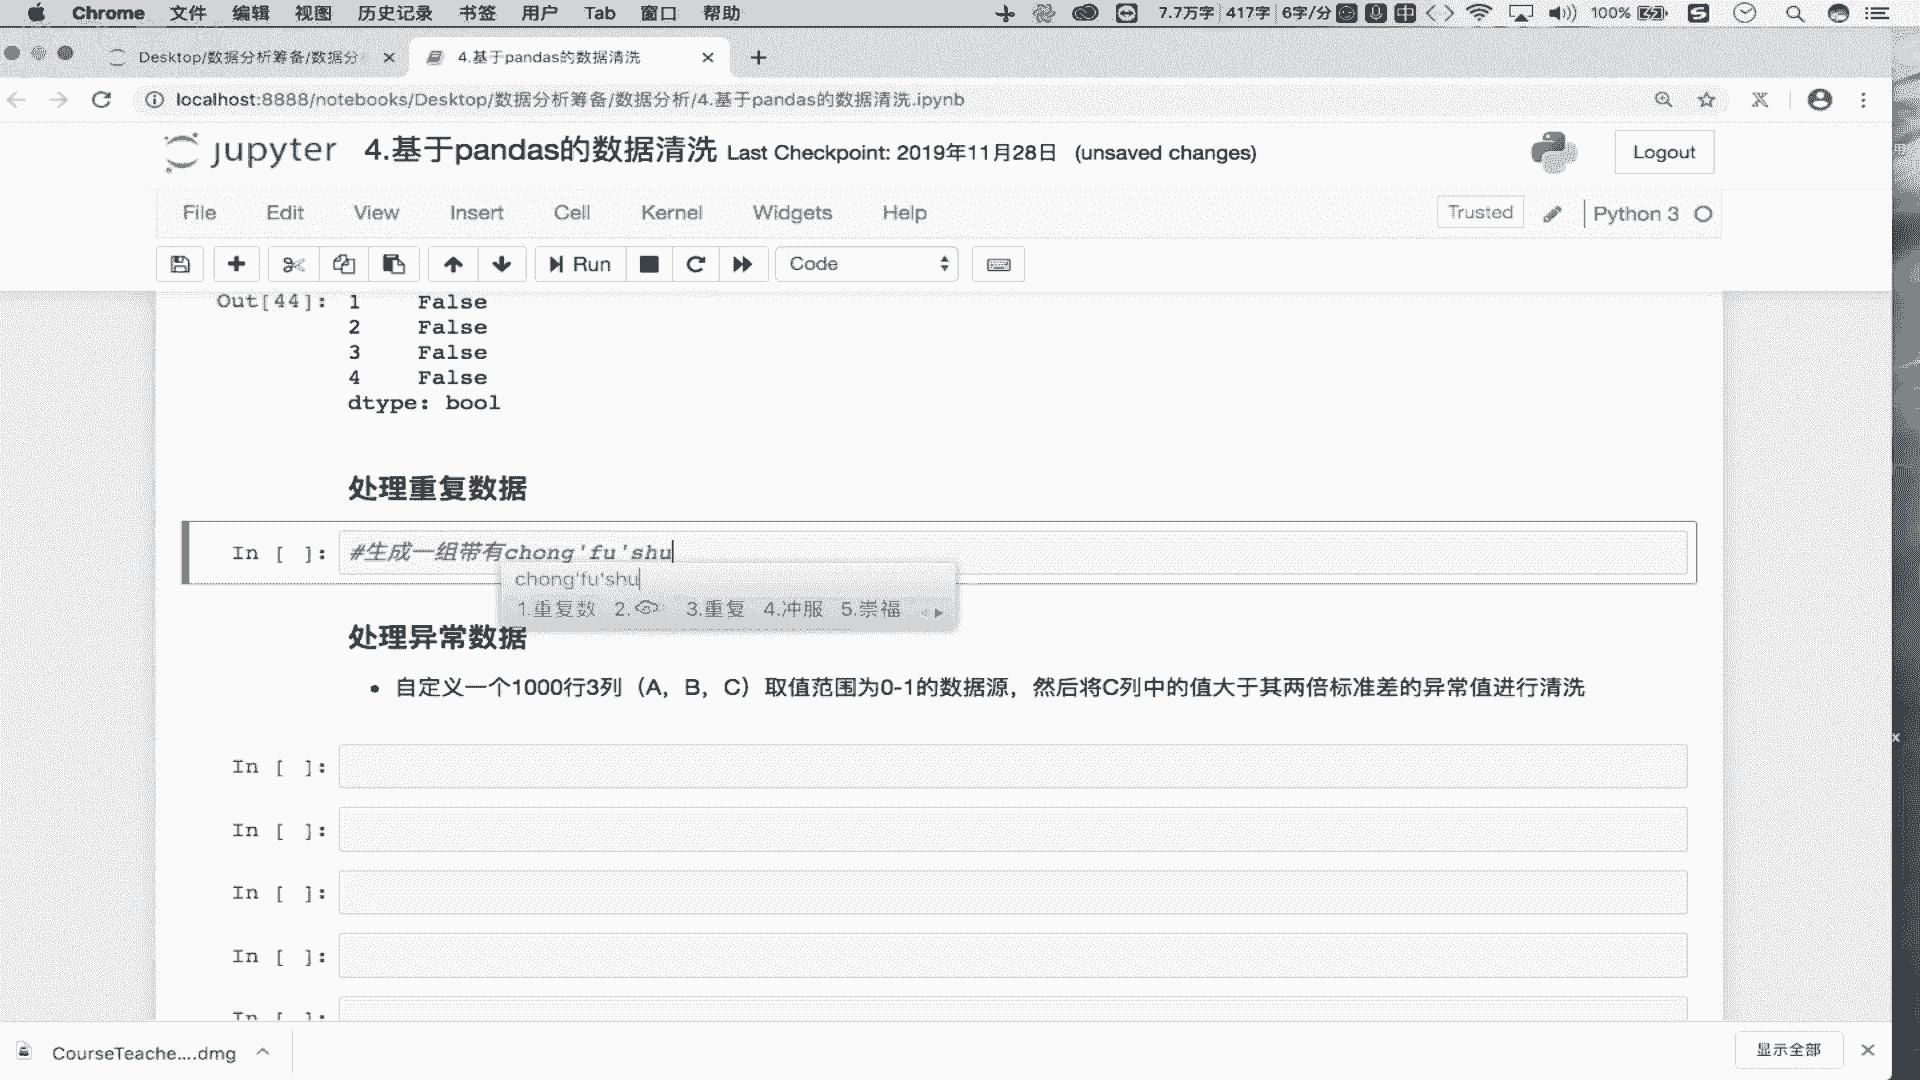 Chrome 文件 编辑 视图 历史记录 书签 用户 Tab 窗口 帮助 7.7万字 417字 6字/分 中 100%
Desktop/数据分析筹备/数据分 4.基于pandas的数据清洗
localhost:8888/notebooks/Desktop/数据分析筹备/数据分析/4.基于pandas的数据清洗.ipynb
jupyter 4.基于pandas的数据清洗 Last Checkpoint: 2019年11月28日 (unsaved changes) Logout
File Edit View Insert Cell Kernel Widgets Help Trusted Python 3
Run Code
Out[44]: 1 False
2 False
3 False
4 False
dtype: bool
处理重复数据
In [ ]: #生成一组带有chong'fu'shu
chong'fu'shu
1.重复数 2. 3.重复 4.冲服 5.崇福
处理异常数据
• 自定义一个1000行3列（A，B，C）取值范围为0-1的数据源，然后将C列中的值大于其两倍标准差的异常值进行清洗
In [ ]:
In [ ]:
In [ ]:
In [ ]:
In [ ]:
CourseTeache....dmg 显示全部